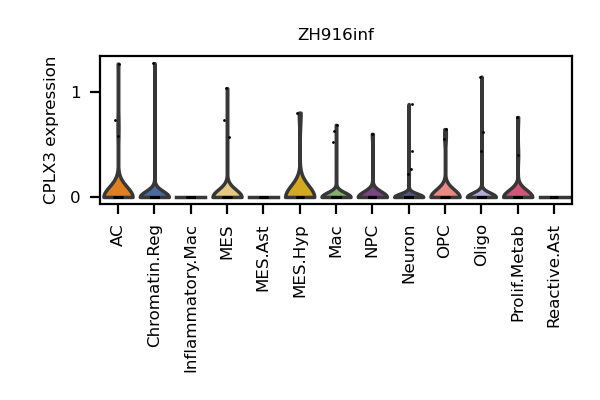 ZH916inf
CPLX3 expression
1
0
AC
Chromatin.Reg
Inflammatory.Mac
MES
MES.Ast
MES.Hyp
Mac
NPC
Neuron
OPC
Oligo
Prolif.Metab
Reactive.Ast